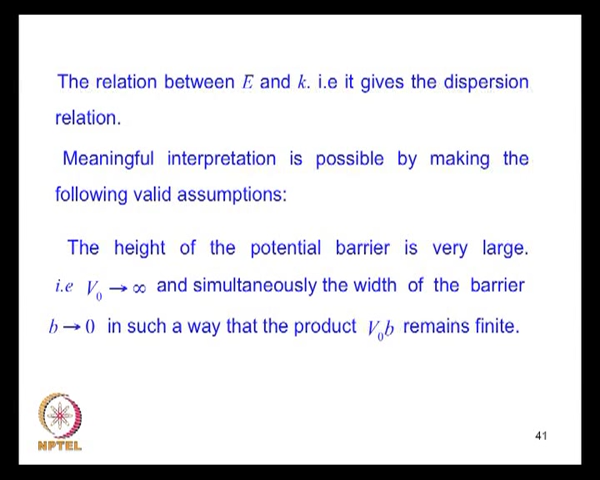 The relation between E and k. i.e it gives the dispersion
relation.
Meaningful interpretation is possible by making the
following valid assumptions:
The height of the potential barrier is very large.
i.e V₀ → ∞ and simultaneously the width of the barrier
b → 0 in such a way that the product V₀b remains finite.
NPTEL
41